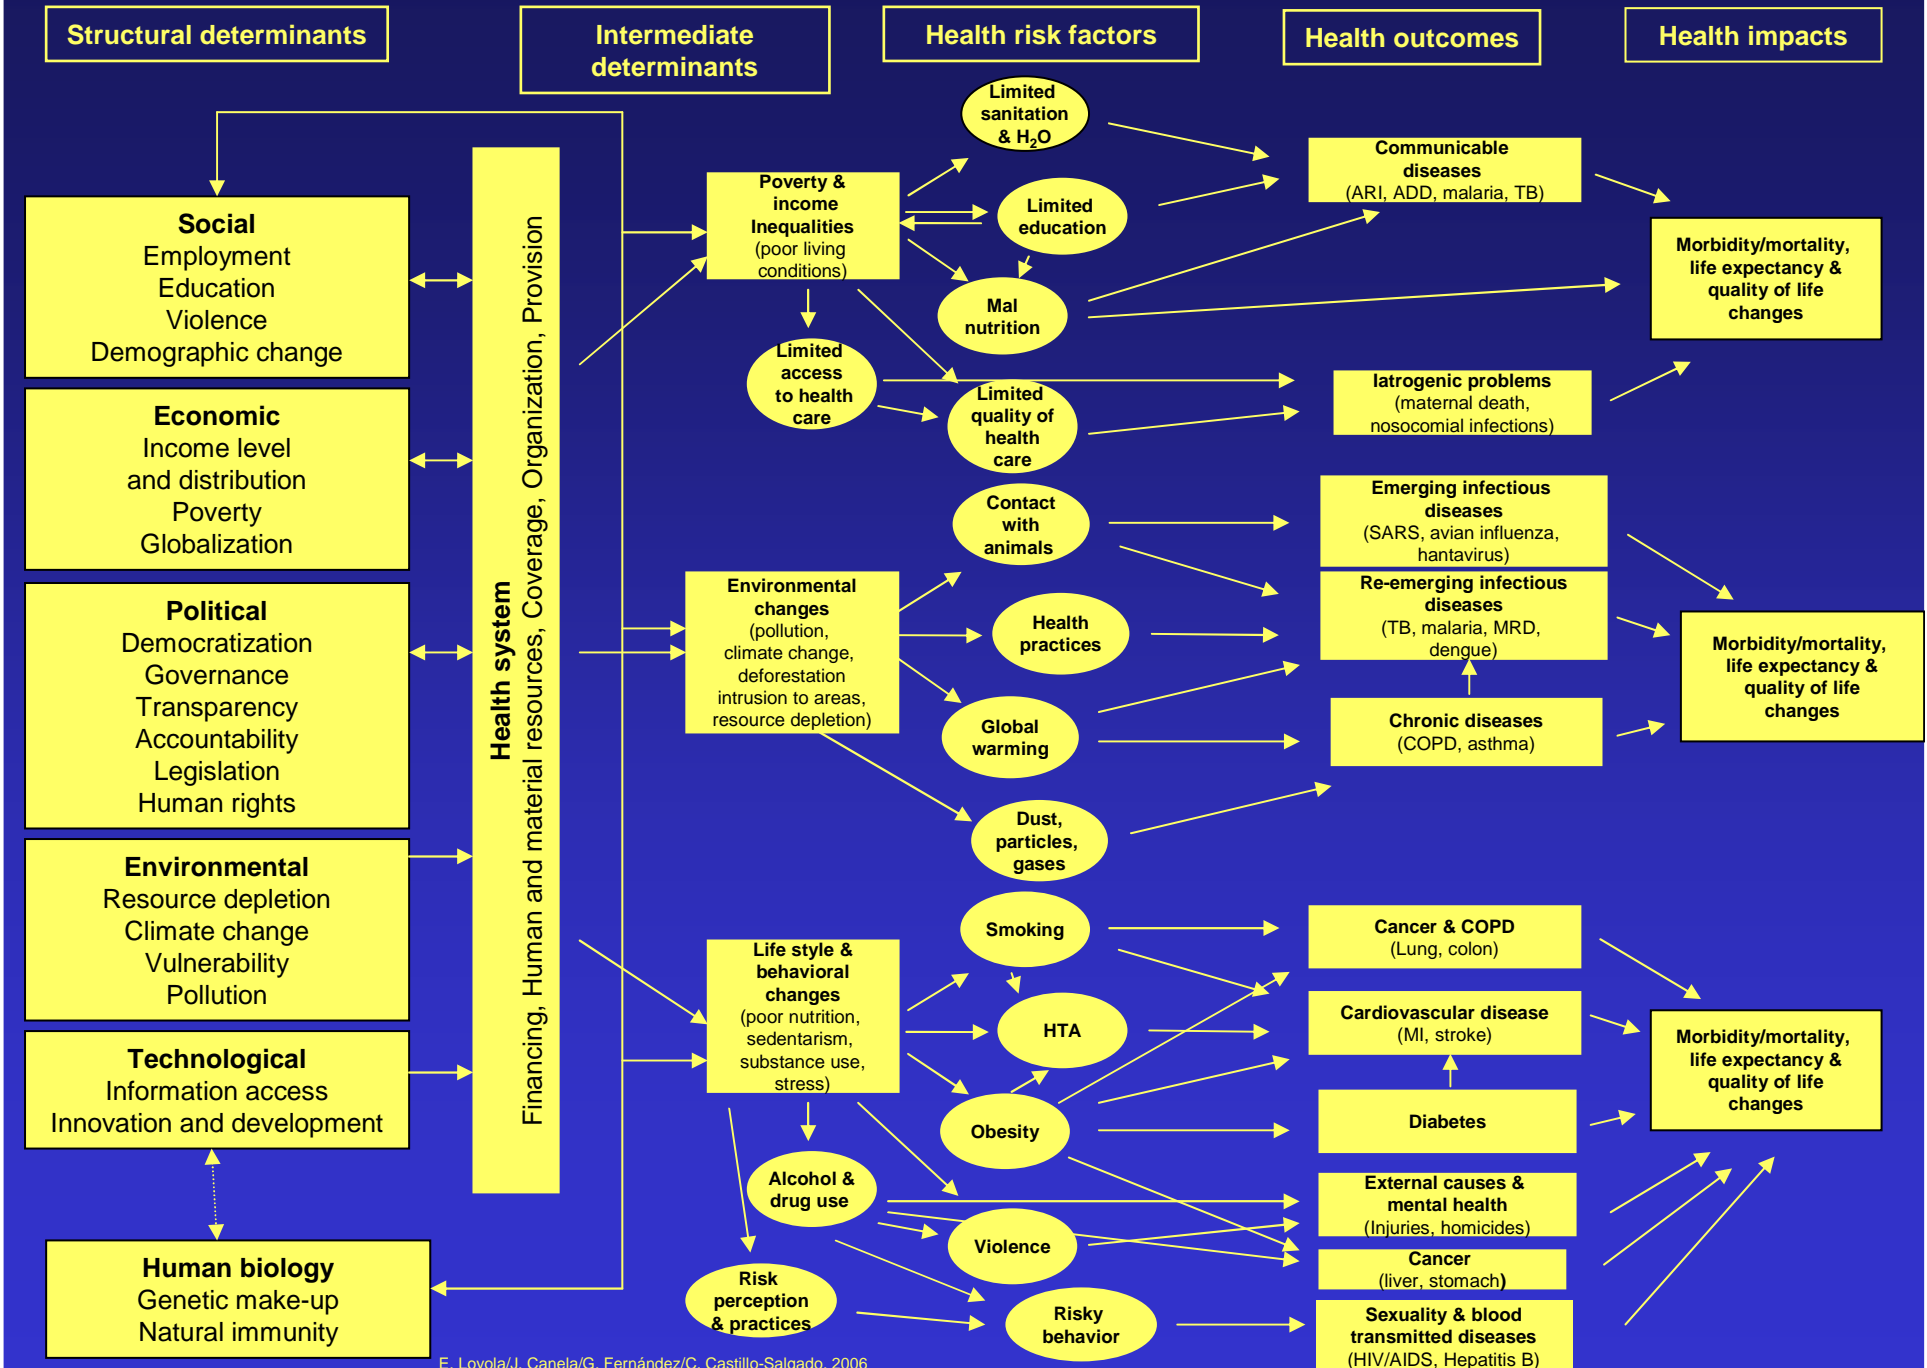 Structural determinants
Intermediate
determinants
Health risk factors
Health outcomes
Health impacts
Social
Employment
Education
Violence
Demographic change
Economic
Income level
and distribution
Poverty
Globalization
Political
Democratization
Governance
Transparency
Accountability
Legislation
Human rights
Environmental
Resource depletion
Climate change
Vulnerability
Pollution
Technological
Information access
Innovation and development
Human biology
Genetic make-up
Natural immunity
Health system
Financing, Human and material resources, Coverage, Organization, Provision
Poverty &
income
Inequalities
(poor living
conditions)
Limited
access
to health
care
Environmental
changes
(pollution,
climate change,
deforestation
intrusion to areas,
resource depletion)
Life style &
behavioral
changes
(poor nutrition,
sedentarism,
substance use,
stress)
Alcohol &
drug use
Risk
perception
& practices
Limited
sanitation
& H₂O
Limited
education
Mal
nutrition
Limited
quality of
health
care
Contact
with
animals
Health
practices
Global
warming
Dust,
particles,
gases
Smoking
HTA
Obesity
Violence
Risky
behavior
Communicable
diseases
(ARI, ADD, malaria, TB)
Iatrogenic problems
(maternal death,
nosocomial infections)
Emerging infectious
diseases
(SARS, avian influenza,
hantavirus)
Re-emerging infectious
diseases
(TB, malaria, MRD,
dengue)
Chronic diseases
(COPD, asthma)
Cancer & COPD
(Lung, colon)
Cardiovascular disease
(MI, stroke)
Diabetes
External causes &
mental health
(Injuries, homicides)
Cancer
(liver, stomach)
Sexuality & blood
transmitted diseases
(HIV/AIDS, Hepatitis B)
Morbidity/mortality,
life expectancy &
quality of life
changes
Morbidity/mortality,
life expectancy &
quality of life
changes
Morbidity/mortality,
life expectancy &
quality of life
changes
E. Loyola/J. Canela/G. Fernández/C. Castillo-Salgado, 2006